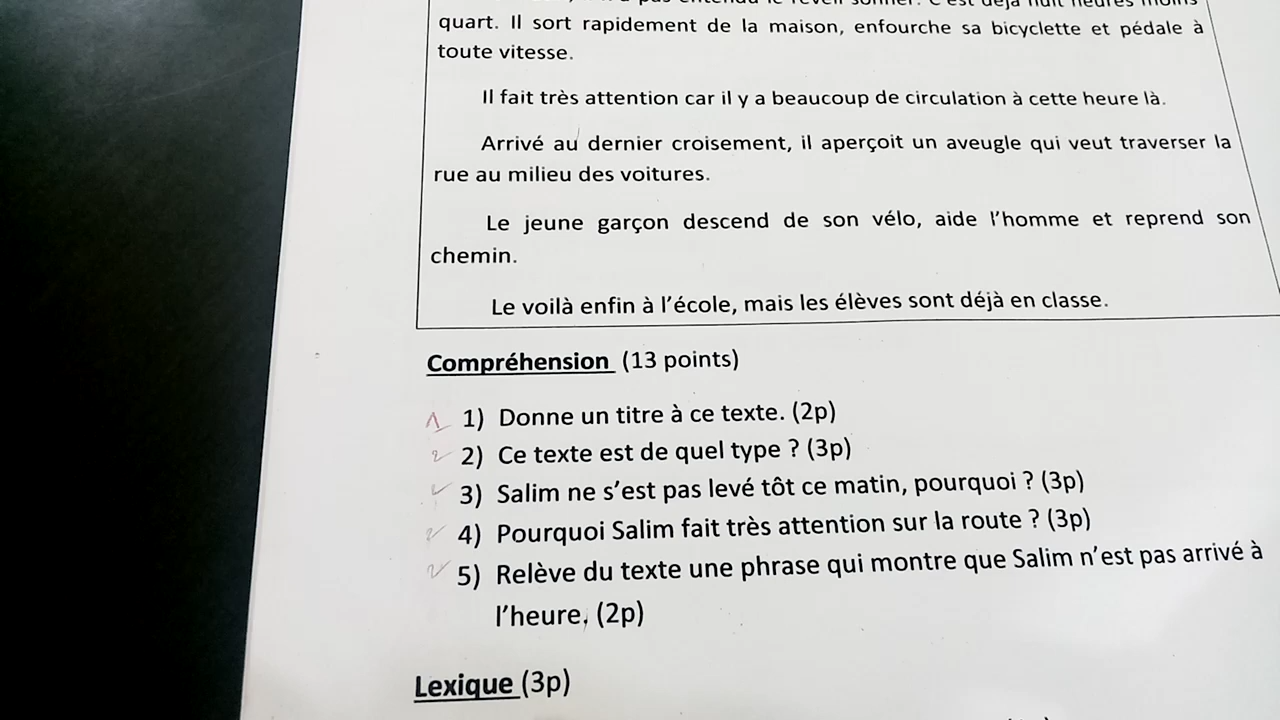 quart. Il sort rapidement de la maison, enfourche sa bicyclette et pédale à
toute vitesse.
Il fait très attention car il y a beaucoup de circulation à cette heure là.
Arrivé au dernier croisement, il aperçoit un aveugle qui veut traverser la
rue au milieu des voitures.
Le jeune garçon descend de son vélo, aide l’homme et reprend son
chemin.
Le voilà enfin à l’école, mais les élèves sont déjà en classe.
Compréhension (13 points)
1) Donne un titre à ce texte. (2p)
2) Ce texte est de quel type ? (3p)
3) Salim ne s’est pas levé tôt ce matin, pourquoi ? (3p)
4) Pourquoi Salim fait très attention sur la route ? (3p)
5) Relève du texte une phrase qui montre que Salim n’est pas arrivé à
l’heure. (2p)
Lexique (3p)